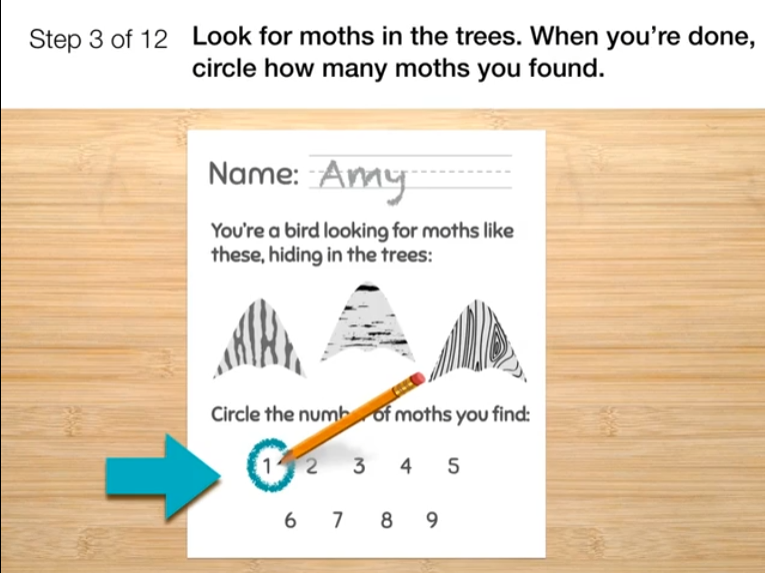 Step 3 of 12
Look for moths in the trees. When you’re done,
circle how many moths you found.
Name: Amy
You're a bird looking for moths like
these, hiding in the trees:
Circle the of moths you find:
1 2 3 4 5
6 7 8 9